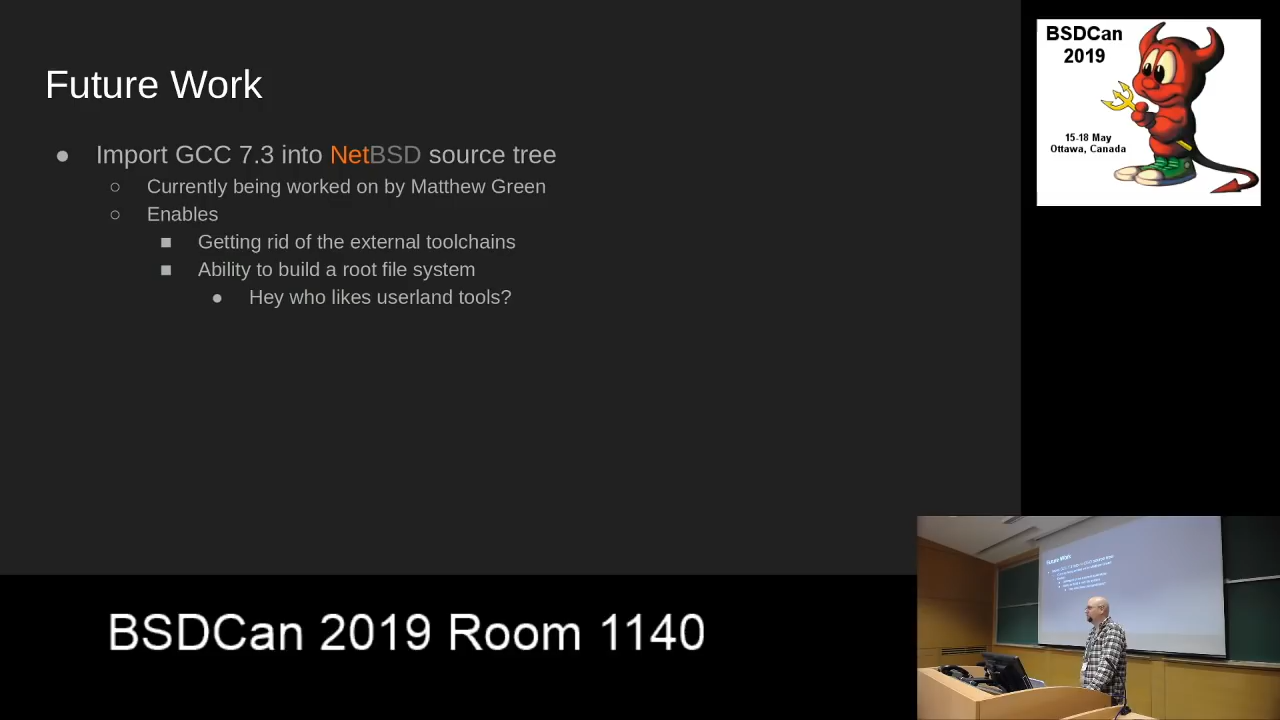 Future Work
● Import GCC 7.3 into NetBSD source tree
○ Currently being worked on by Matthew Green
○ Enables
■ Getting rid of the external toolchains
■ Ability to build a root file system
● Hey who likes userland tools?
BSDCan
2019
15-18 May
Ottawa, Canada
BSDCan 2019 Room 1140
Future Work